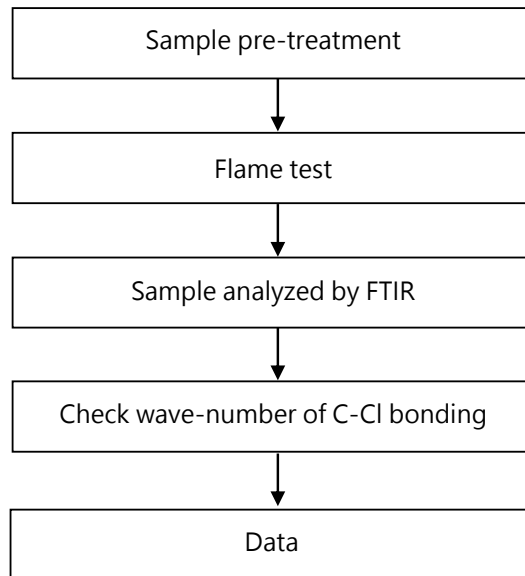 Sample pre-treatment
Flame test
Sample analyzed by FTIR
Check wave-number of C-Cl bonding
Data